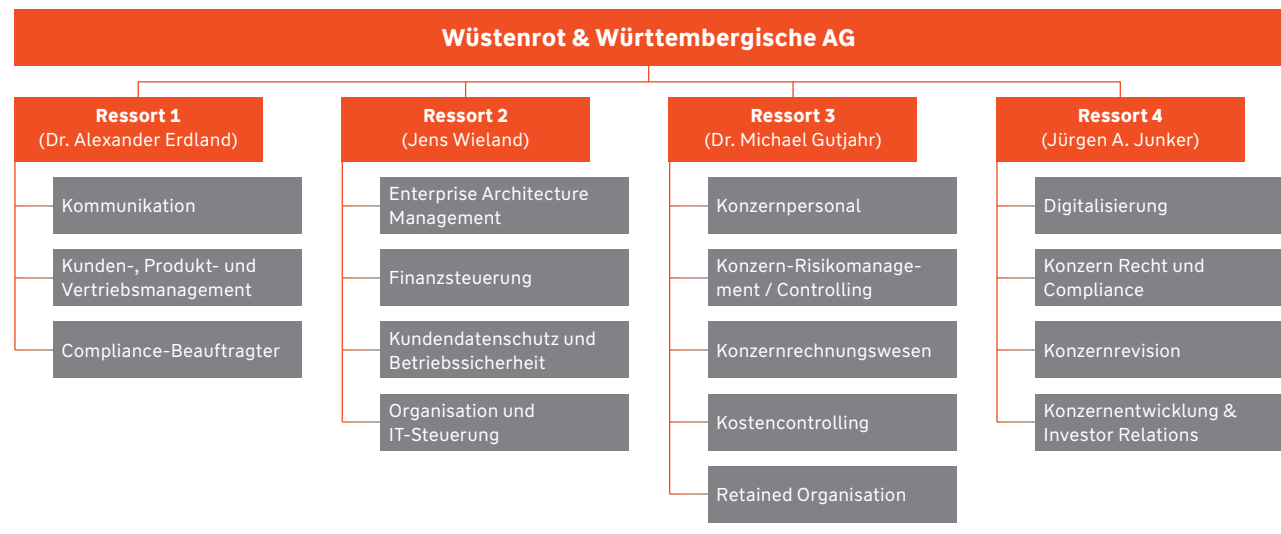 Wüstenrot & Württembergische AG
Ressort 1
(Dr. Alexander Erdland)
Kommunikation
Kunden-, Produkt- und
Vertriebsmanagement
Compliance-Beauftragter
Ressort 2
(Jens Wieland)
Enterprise Architecture
Management
Finanzsteuerung
Kundendatenschutz und
Betriebssicherheit
Organisation und
IT-Steuerung
Ressort 3
(Dr. Michael Gutjahr)
Konzernpersonal
Konzern-Risikomanage-
ment / Controlling
Konzernrechnungswesen
Kostencontrolling
Retained Organisation
Ressort 4
(Jürgen A. Junker)
Digitalisierung
Konzern Recht und
Compliance
Konzernrevision
Konzernentwicklung &
Investor Relations